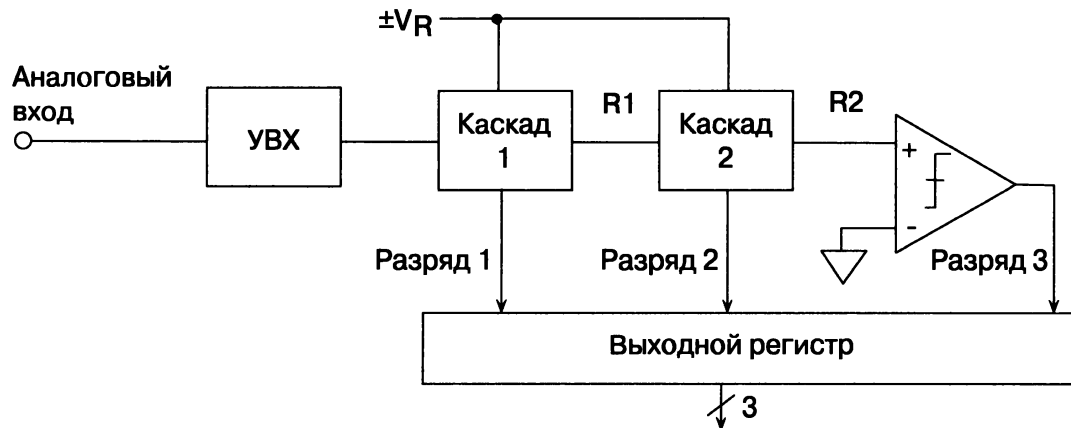 ±VR
Аналоговый
вход
УВХ
Каскад
1
R1
Каскад
2
R2
+
-
Разряд 1
Разряд 2
Разряд 3
Выходной регистр
3